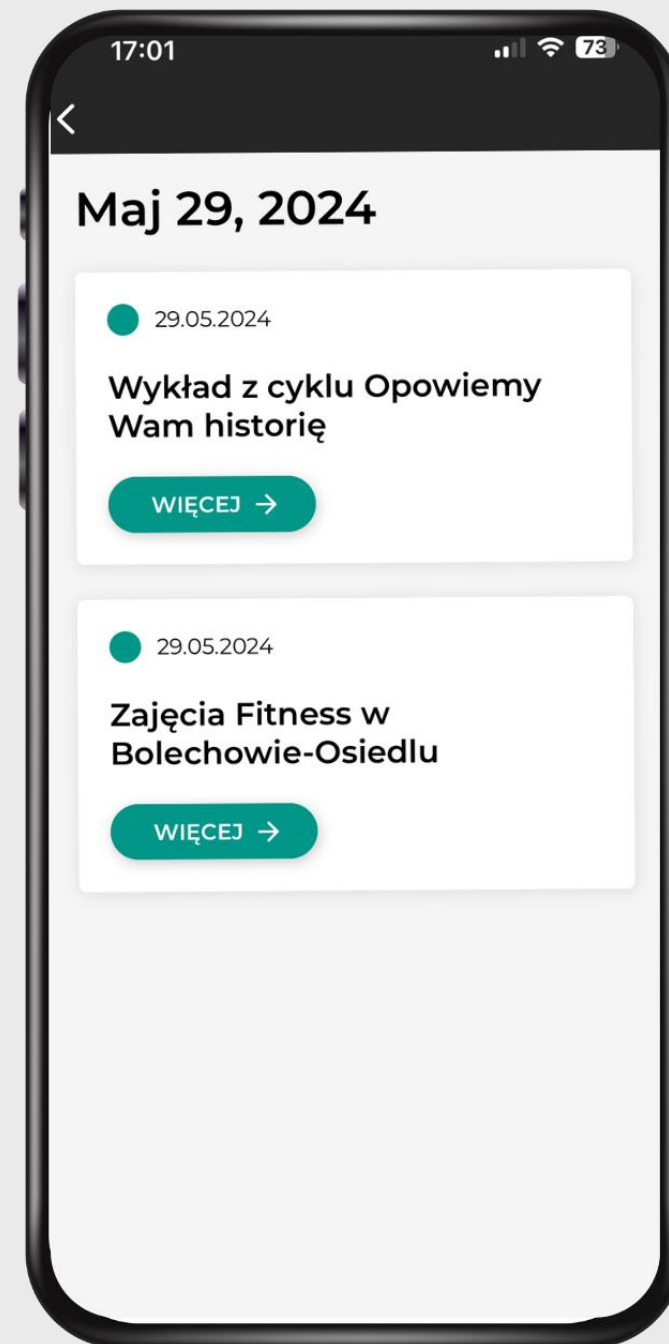 17:01
73
Maj 29, 2024
29.05.2024
Wykład z cyklu Opowiemy
Wam historię
WIĘCEJ →
29.05.2024
Zajęcia Fitness w
Bolechowie-Osiedlu
WIĘCEJ →